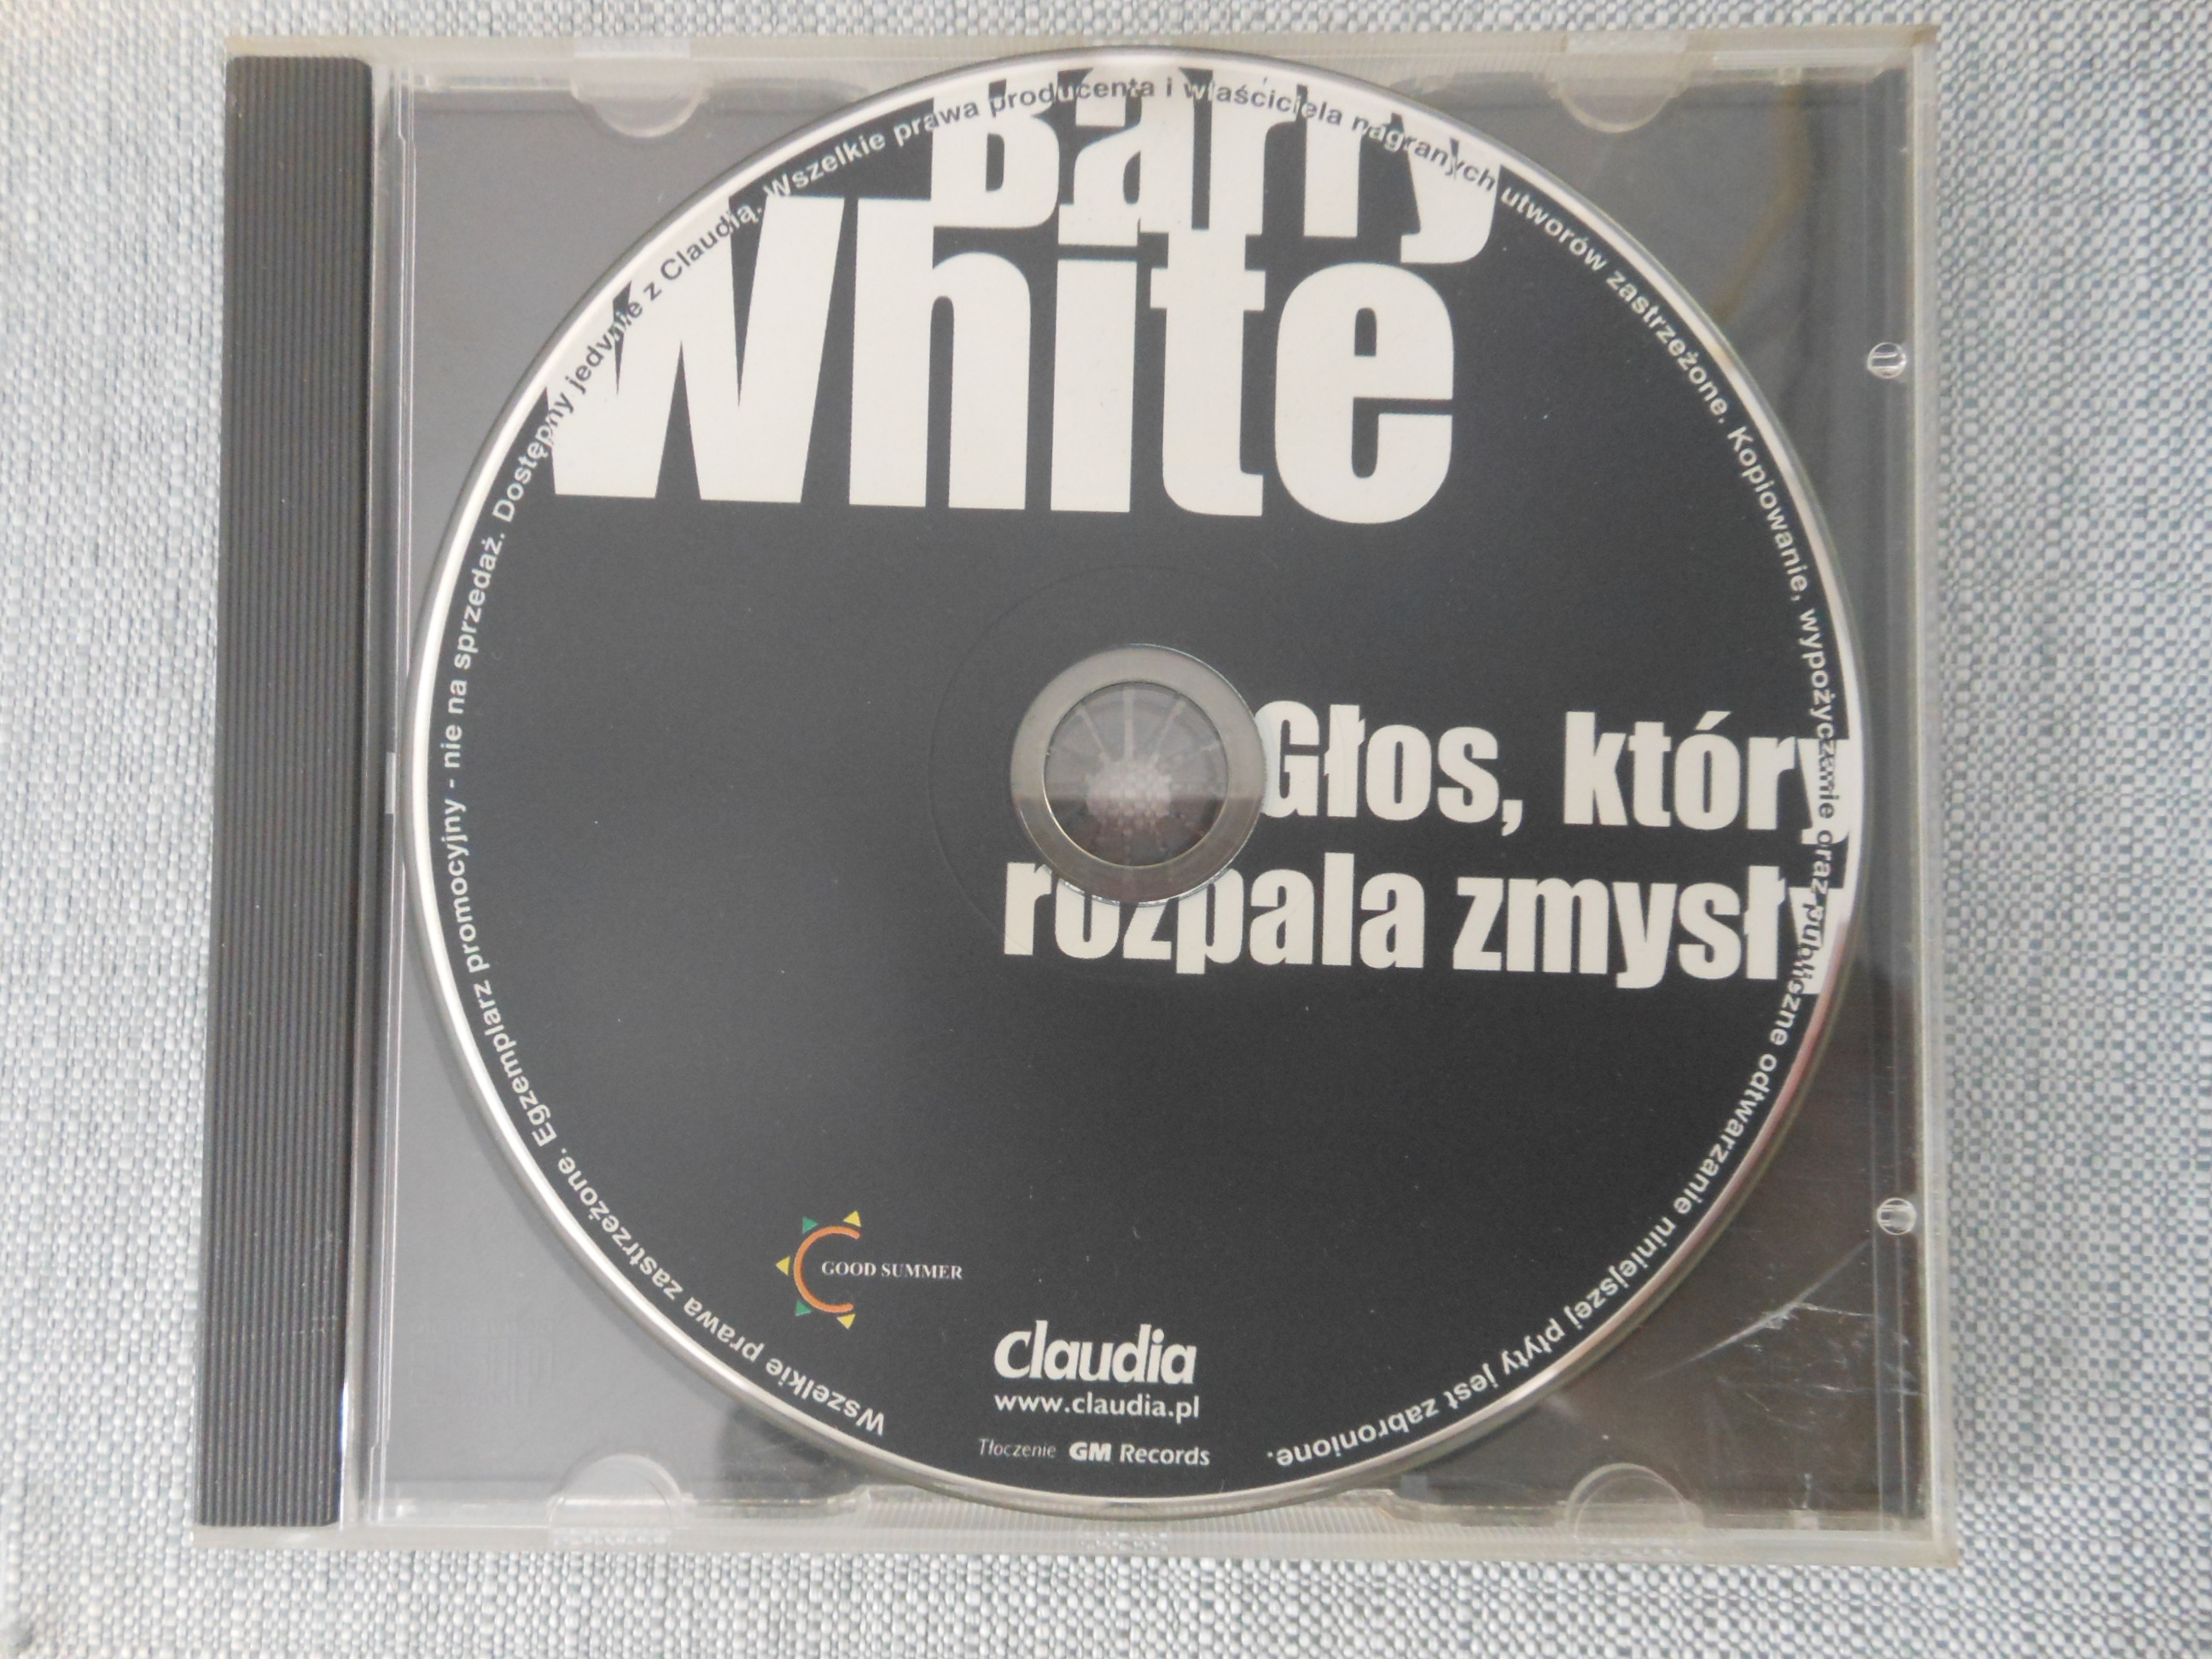 Barry
White
Głos, który
rozpala zmysły
GOOD SUMMER
claudia
www.claudia.pl
Tłoczenie GM Records
Wszelkie prawa zastrzeżone. Egzemplarz promocyjny - nie na sprzedaż. Dostępny jedynie z Claudią. Wszelkie prawa producenta i właściciela nagranych utworów zastrzeżone. Kopiowanie, wypożyczanie oraz publiczne odtwarzanie niniejszej płyty jest zabronione.